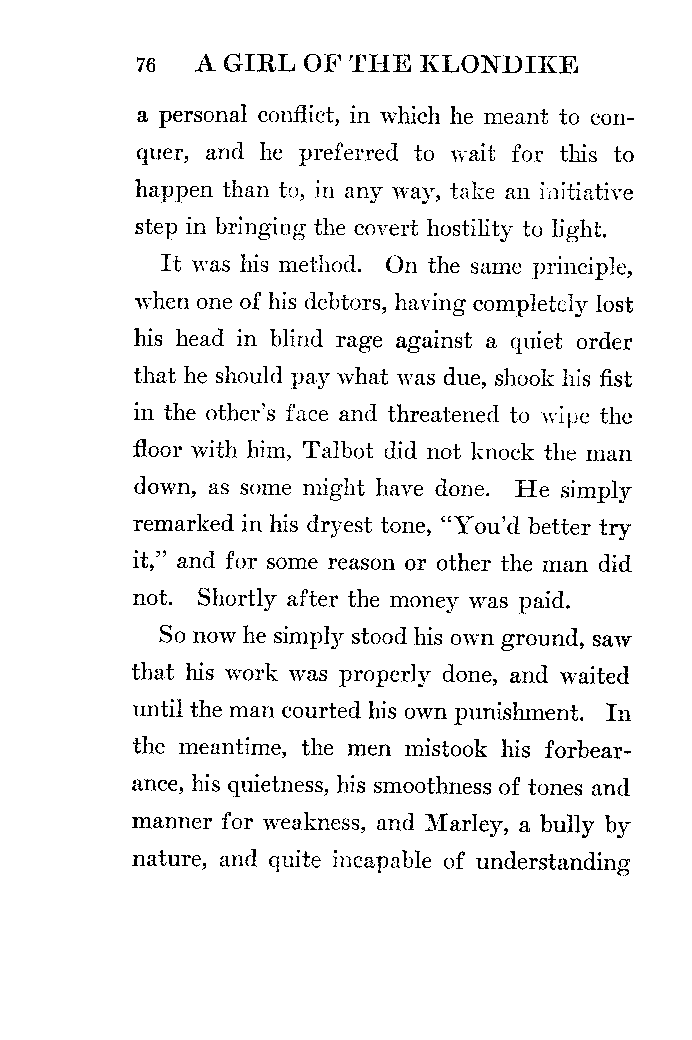 76 A GIRL OF THE KLONDIKE
a personal conflict, in which he meant to con-
quer, and he preferred to wait for this to
happen than to, in any way, take an initiative
step in bringing the covert hostility to light.
It was his method. On the same principle,
when one of his debtors, having completely lost
his head in blind rage against a quiet order
that he should pay what was due, shook his fist
in the other's face and threatened to wipe the
floor with him, Talbot did not knock the man
down, as some might have done. He simply
remarked in his dryest tone, “You'd better try
it,” and for some reason or other the man did
not. Shortly after the money was paid.
So now he simply stood his own ground, saw
that his work was properly done, and waited
until the man courted his own punishment. In
the meantime, the men mistook his forbear-
ance, his quietness, his smoothness of tones and
manner for weakness, and Marley, a bully by
nature, and quite incapable of understanding